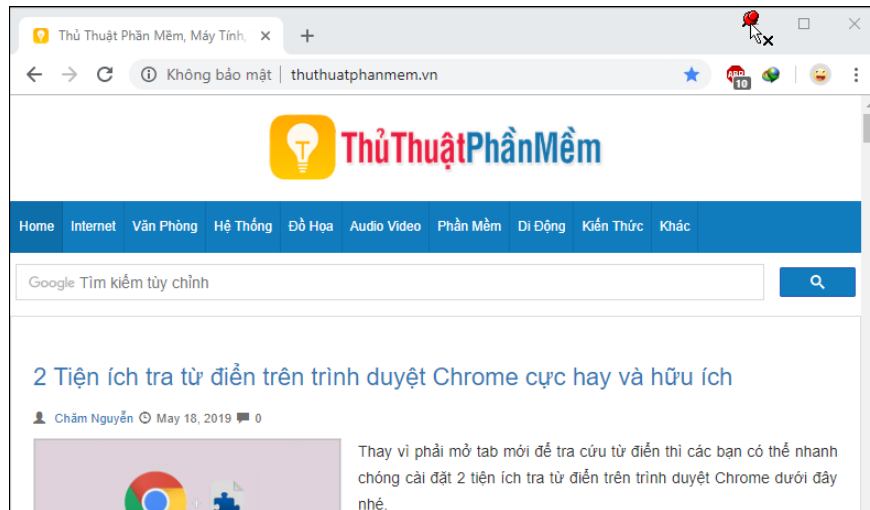 Thủ Thuật Phần Mềm, Máy Tính,
Không bảo mật thuthuatphanmem.vn
ABP
10
T
ThủThuậtPhầnMềm
Home Internet Văn Phòng Hệ Thống Đồ Họa Audio Video Phần Mềm Di Động Kiến Thức Khác
Google Tìm kiếm tùy chỉnh
2 Tiện ích tra từ điển trên trình duyệt Chrome cực hay và hữu ích
Chăm Nguyễn May 18, 2019 0
Thay vì phải mở tab mới để tra cứu từ điển thì các bạn có thể nhanh
chóng cài đặt 2 tiện ích tra từ điển trên trình duyệt Chrome dưới đây
nhé.